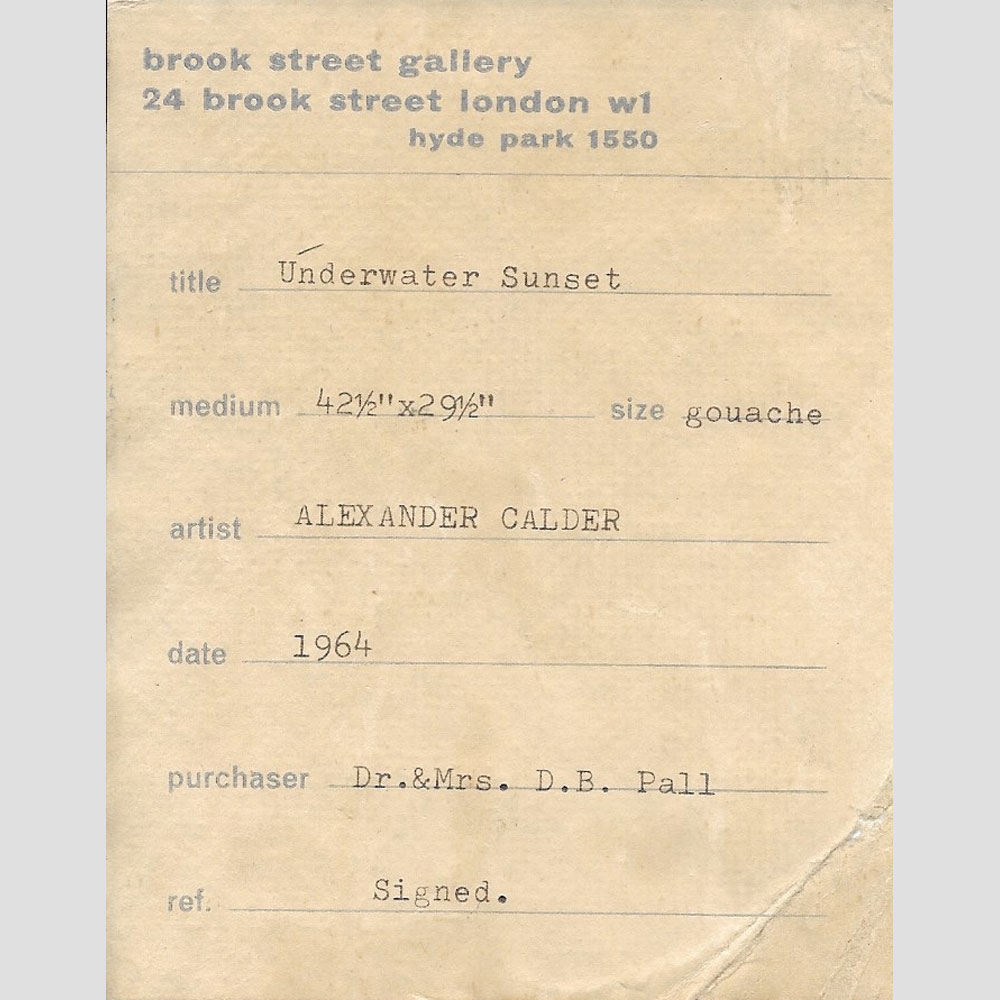 brook street gallery
24 brook street london w1
hyde park 1550
title Underwater Sunset
medium 42½"x29½" size gouache
artist ALEXANDER CALDER
date 1964
purchaser Dr.&Mrs. D.B. Pall
ref. Signed.